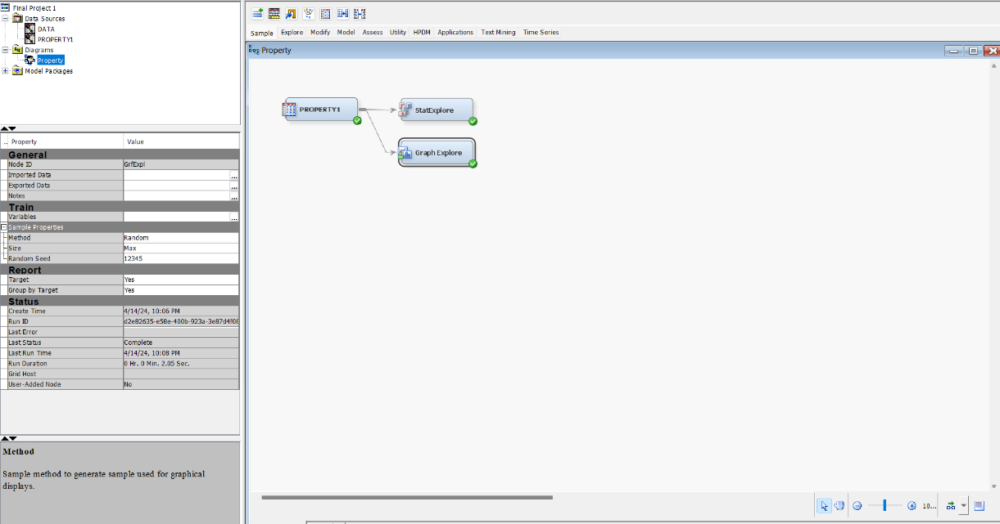 Final Project 1
Data Sources
DATA
PROPERTY1
Diagrams
Property
Model Packages
.. Property Value
General
Node ID GrfExpl
Imported Data ...
Exported Data ...
Notes ...
Train
Variables ...
Sample Properties
Method Random
Size Max
Random Seed 12345
Report
Target Yes
Group by Target Yes
Status
Create Time 4/14/24, 10:06 PM
Run ID d2e82635-e58e-400b-923a-3e87d4f08
Last Error
Last Status Complete
Last Run Time 4/14/24, 10:08 PM
Run Duration 0 Hr. 0 Min. 2.05 Sec.
Grid Host
User-Added Node No
Method
Sample method to generate sample used for graphical
displays.
Sample Explore Modify Model Assess Utility HPDM Applications Text Mining Time Series
Property
PROPERTY1
StatExplore
Graph Explore
10...